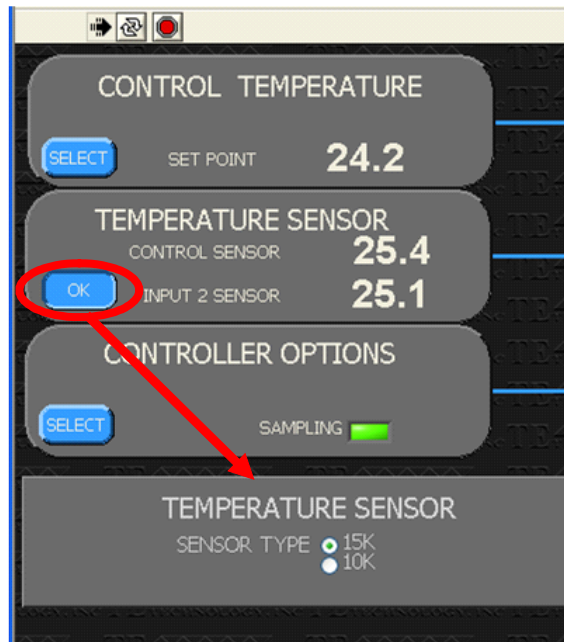 CONTROL TEMPERATURE
SELECT SET POINT 24.2
TEMPERATURE SENSOR
CONTROL SENSOR 25.4
OK INPUT 2 SENSOR 25.1
CONTROLLER OPTIONS
SELECT SAMPLING
TEMPERATURE SENSOR
SENSOR TYPE 15K
10K